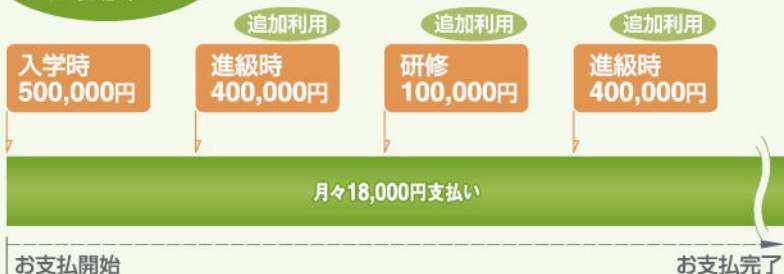 追加利用
追加利用
追加利用
入学時
500,000円
進級時
400,000円
研修
100,000円
進級時
400,000円
月々18,000円支払い
お支払開始
お支払完了